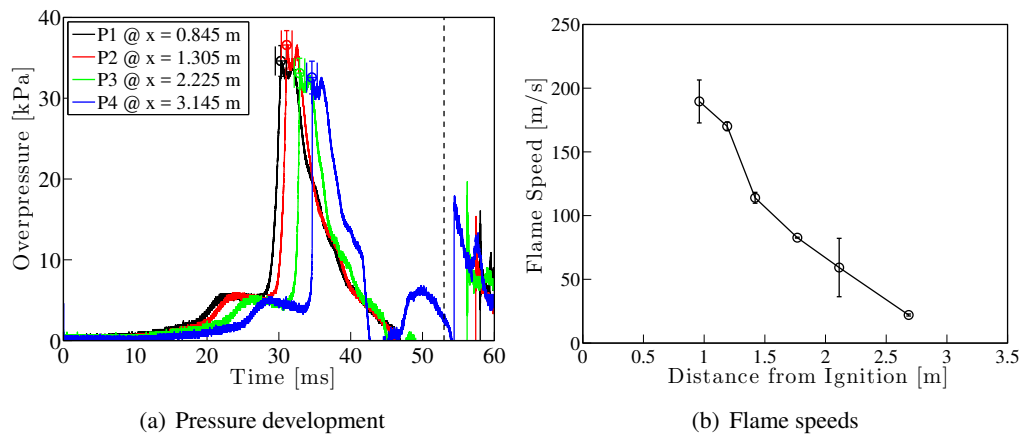 P1 @ x = 0.845 m
P2 @ x = 1.305 m
P3 @ x = 2.225 m
P4 @ x = 3.145 m
Overpressure [kPa]
40
30
20
10
0
0 10 20 30 40 50 60
Time [ms]
(a) Pressure development
Flame Speed [m/s]
250
200
150
100
50
0
0 0.5 1 1.5 2 2.5 3 3.5
Distance from Ignition [m]
(b) Flame speeds